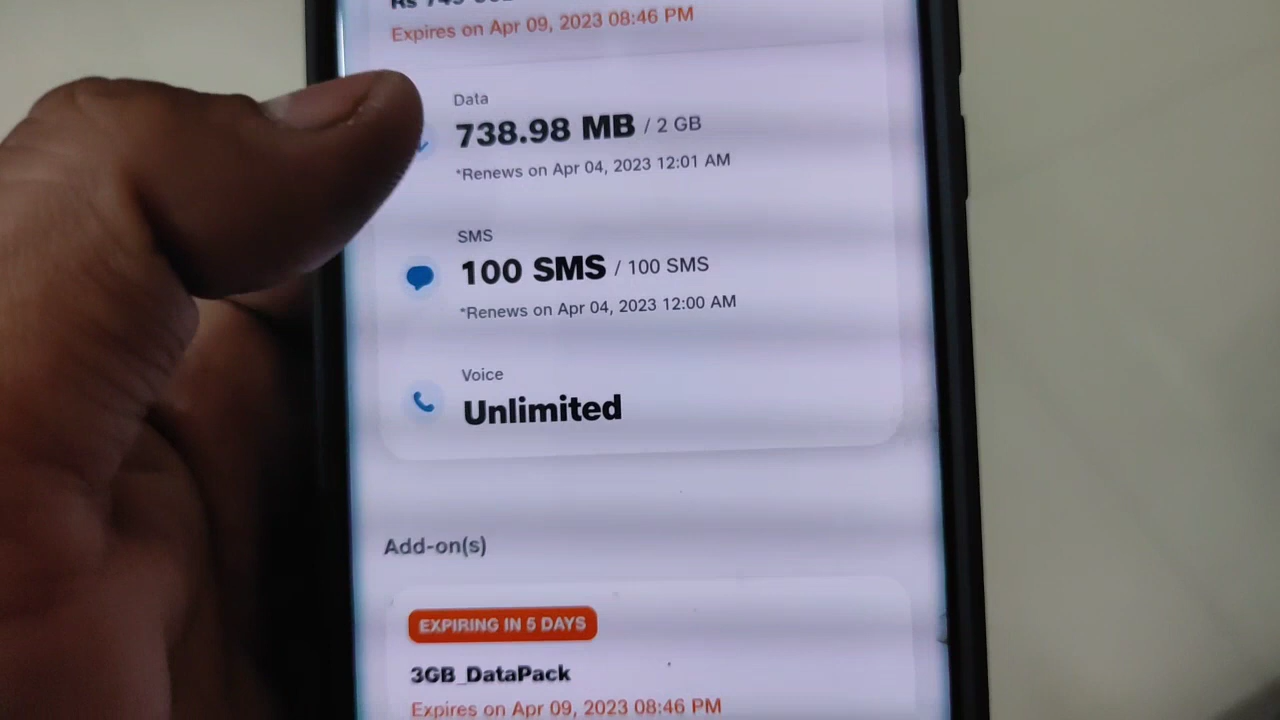 Expires on Apr 09, 2023 08:46 PM
Data
738.98 MB / 2 GB
*Renews on Apr 04, 2023 12:01 AM
SMS
100 SMS / 100 SMS
*Renews on Apr 04, 2023 12:00 AM
Voice
Unlimited
Add-on(s)
EXPIRING IN 5 DAYS
3GB_DataPack
Expires on Apr 09, 2023 08:46 PM